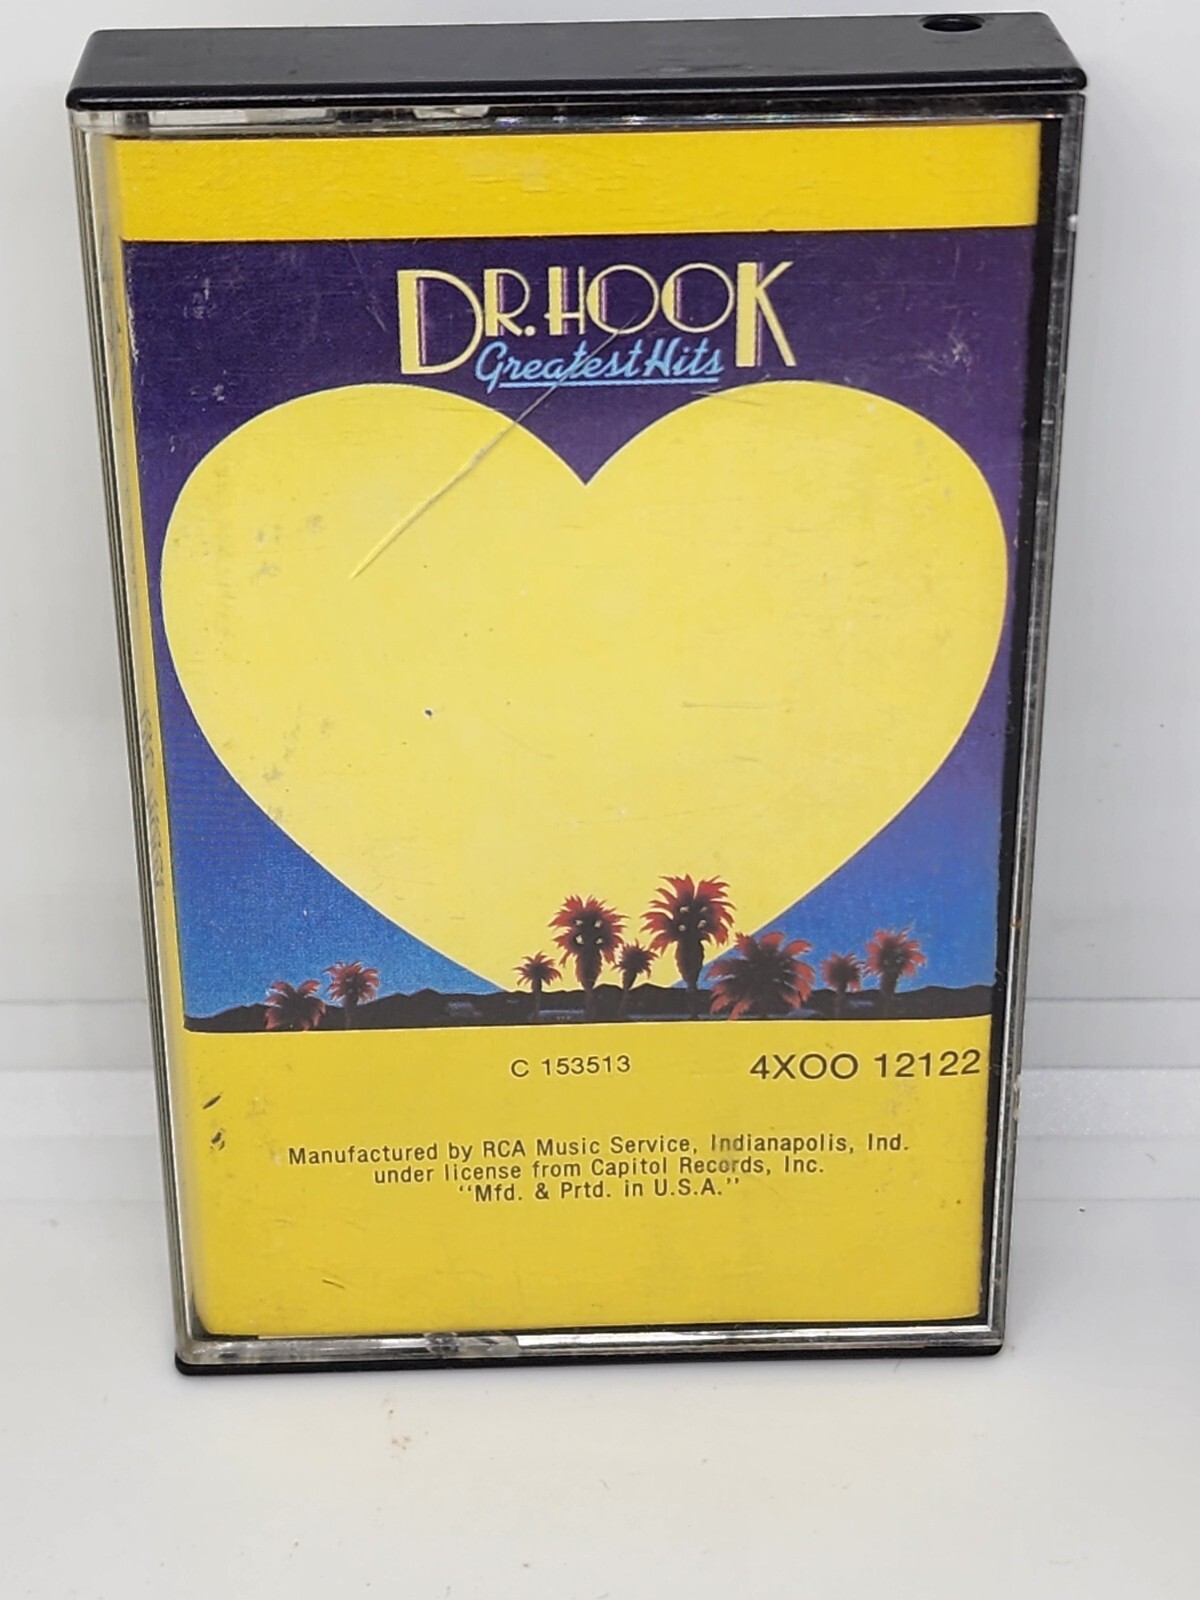 DR. HOOK
Greatest Hits
C 153513
4XOO 12122
Manufactured by RCA Music Service, Indianapolis, Ind.
under license from Capitol Records, Inc.
"Mfd. & Prtd. in U.S.A."